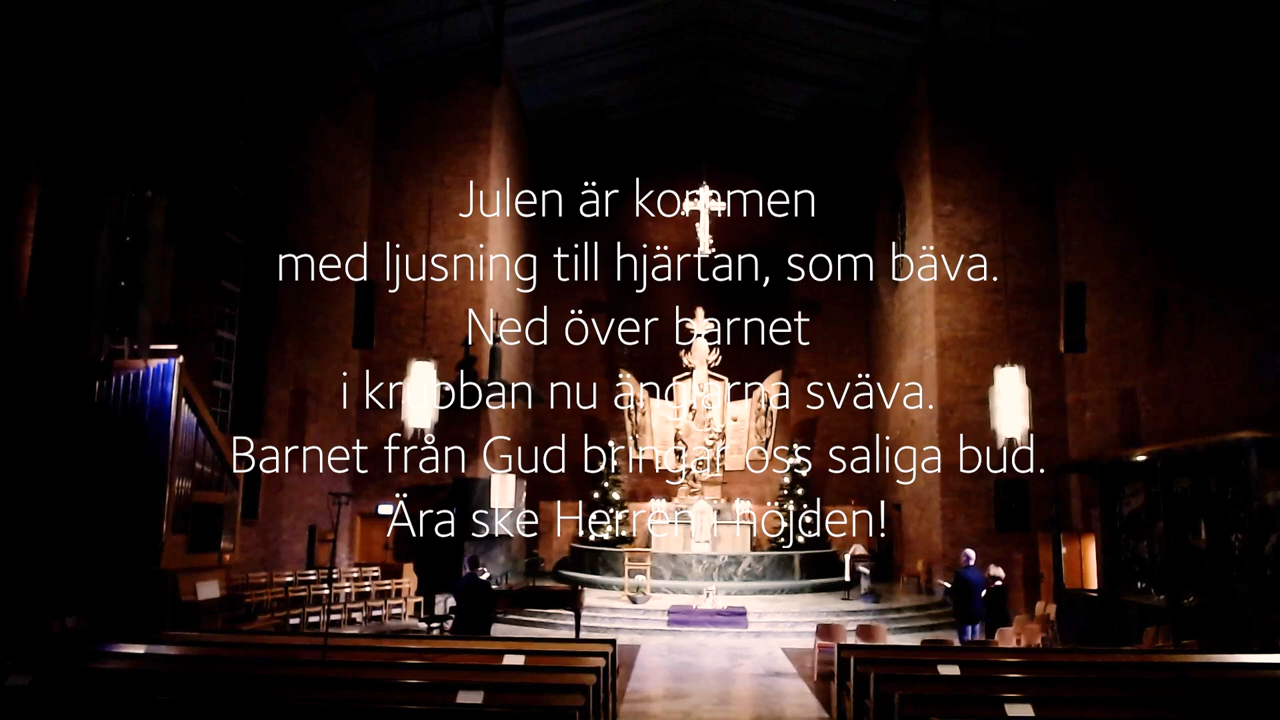 Julen är kommen
med ljusning till hjärtan, som bäva.
Ned över barnet
i krubban nu änglarna sväva.
Barnet från Gud bringar oss saliga bud.
Ära ske Herren i höjden!